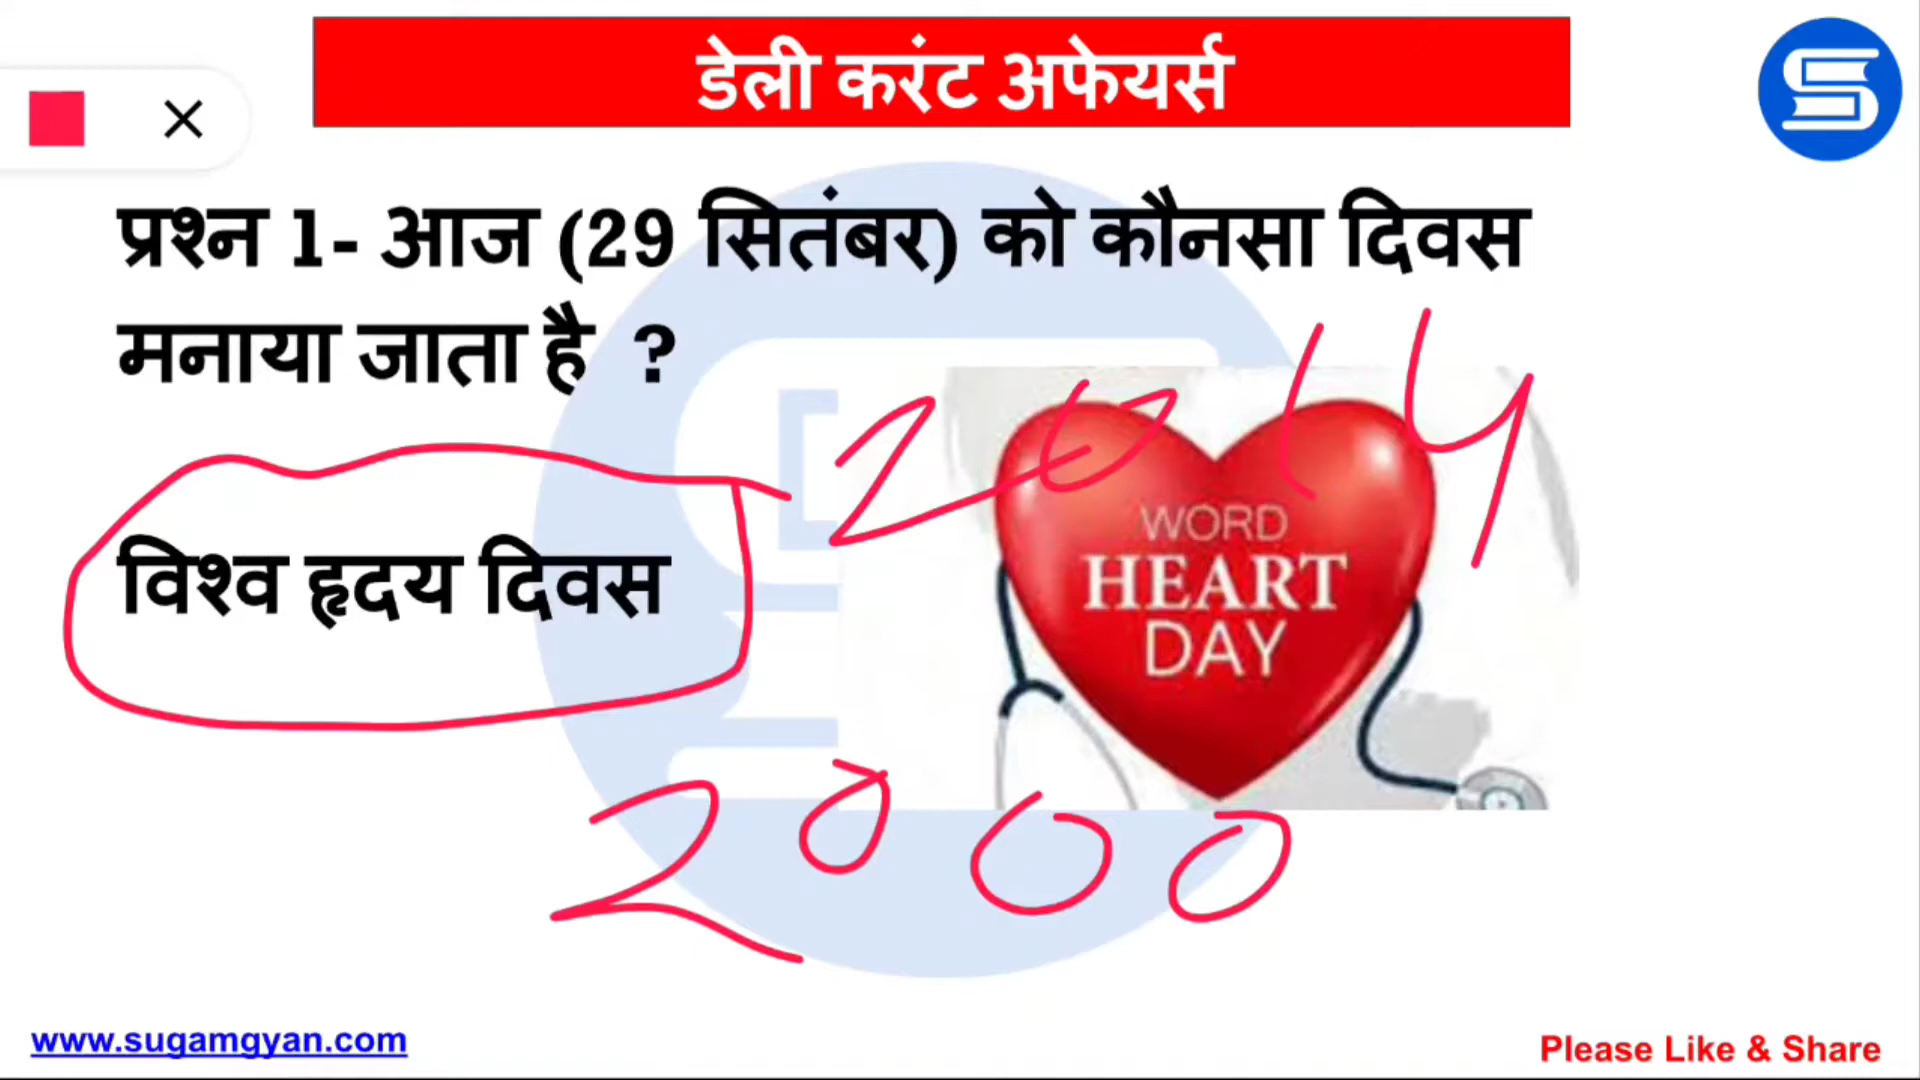 डेली करंट अफेयर्स
प्रश्न 1- आज (29 सितंबर) को कौनसा दिवस
मनाया जाता है ?
2014
विश्व हृदय दिवस
WORD
HEART
DAY
2000
www.sugamgyan.com
Please Like & Share